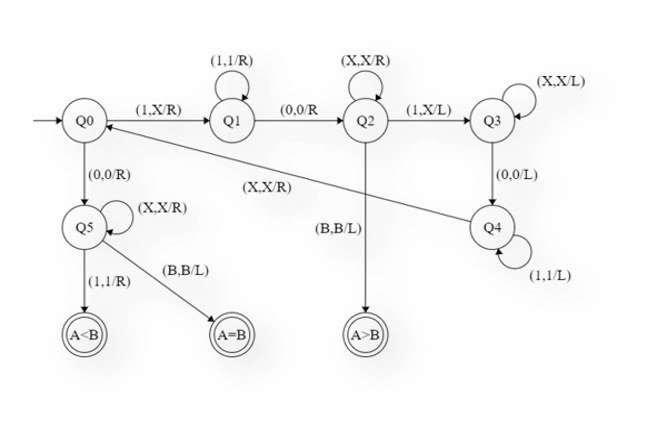 (1,1/R)
(X,X/R)
(X,X/L)
(1,X/R)
(0,0/R
(1,X/L)
Q0
Q1
Q2
Q3
(0,0/R)
(X,X/R)
(0,0/L)
(X,X/R)
Q5
Q4
(B,B/L)
(B,B/L)
(1,1/R)
(1,1/L)
A<B
A=B
A>B